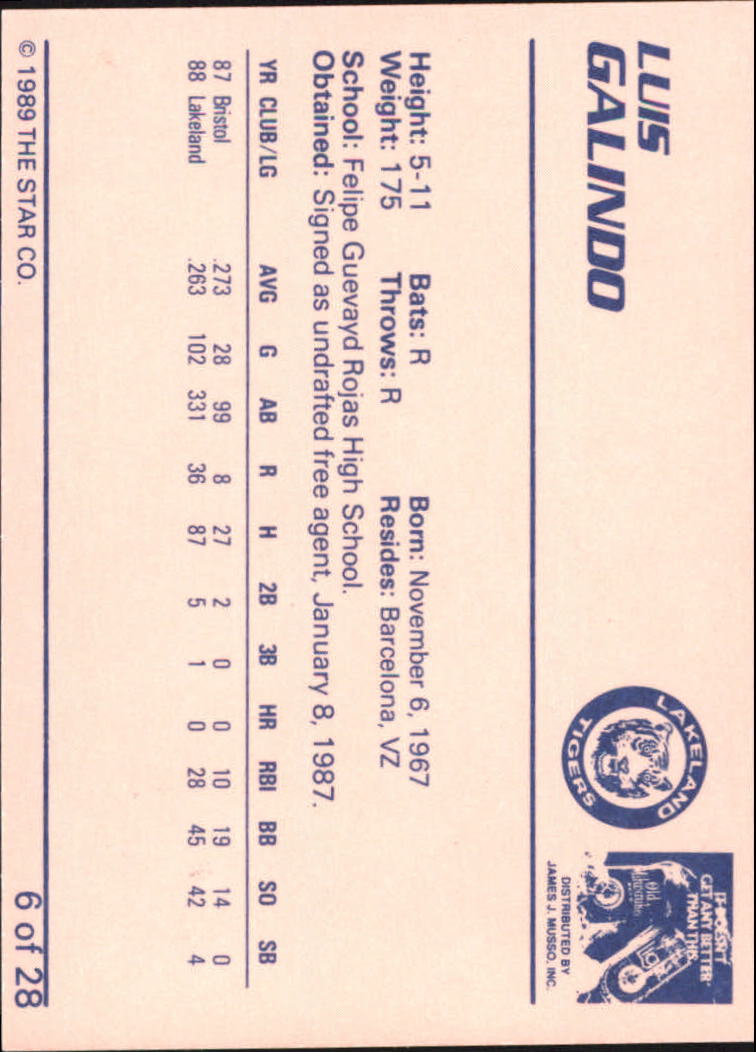 LUIS
GALINDO
LAKELAND
TIGERS
IT DOESN'T
GET ANY BETTER
THAN THIS.
Old
Milwaukee
DISTRIBUTED BY
JAMES J. MUSSO, INC.
Height: 5-11 Bats: R Born: November 6, 1967
Weight: 175 Throws: R Resides: Barcelona, VZ
School: Felipe Guevayd Rojas High School.
Obtained: Signed as undrafted free agent, January 8, 1987.
YR CLUB/LG AVG G AB R H 2B 3B HR RBI BB SO SB
87 Bristol .273 28 99 8 27 2 0 0 10 19 14 0
88 Lakeland .263 102 331 36 87 5 1 0 28 45 42 4
© 1989 THE STAR CO. 6 of 28